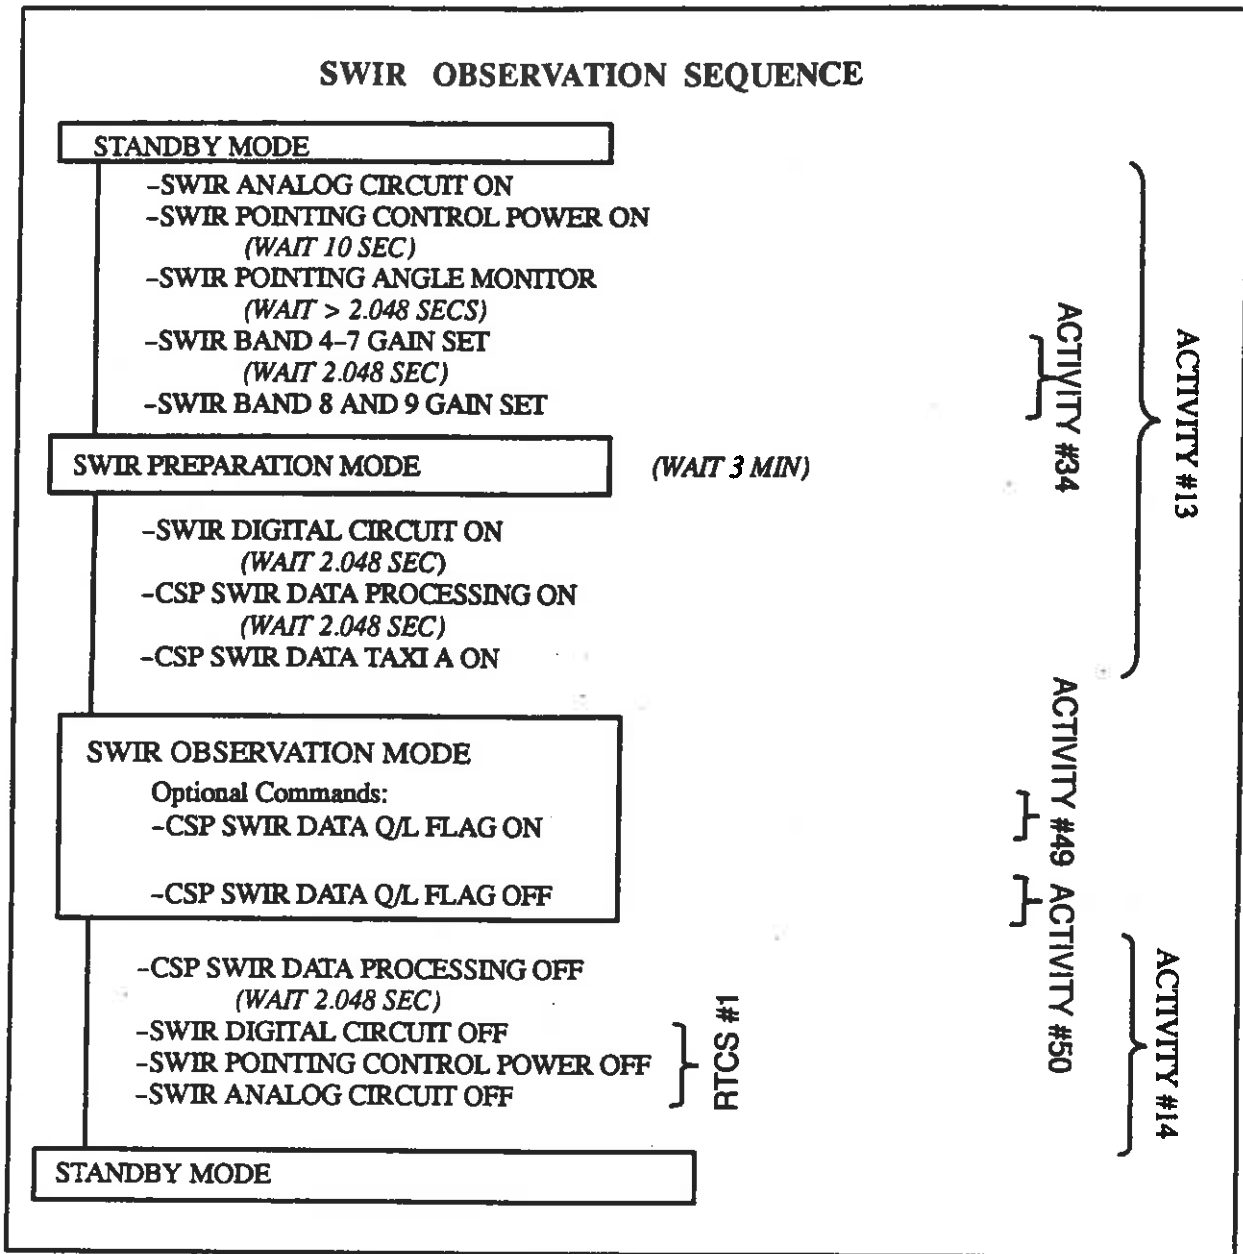 SWIR OBSERVATION SEQUENCE
STANDBY MODE
-SWIR ANALOG CIRCUIT ON
-SWIR POINTING CONTROL POWER ON
(WAIT 10 SEC)
-SWIR POINTING ANGLE MONITOR
(WAIT > 2.048 SECS)
-SWIR BAND 4-7 GAIN SET
(WAIT 2.048 SEC)
-SWIR BAND 8 AND 9 GAIN SET
ACTIVITY #34
ACTIVITY #13
SWIR PREPARATION MODE
(WAIT 3 MIN)
-SWIR DIGITAL CIRCUIT ON
(WAIT 2.048 SEC)
-CSP SWIR DATA PROCESSING ON
(WAIT 2.048 SEC)
-CSP SWIR DATA TAXI A ON
SWIR OBSERVATION MODE
Optional Commands:
-CSP SWIR DATA Q/L FLAG ON
ACTIVITY #49
-CSP SWIR DATA Q/L FLAG OFF
ACTIVITY #50
-CSP SWIR DATA PROCESSING OFF
(WAIT 2.048 SEC)
-SWIR DIGITAL CIRCUIT OFF
-SWIR POINTING CONTROL POWER OFF
-SWIR ANALOG CIRCUIT OFF
RTCS #1
ACTIVITY #14
STANDBY MODE